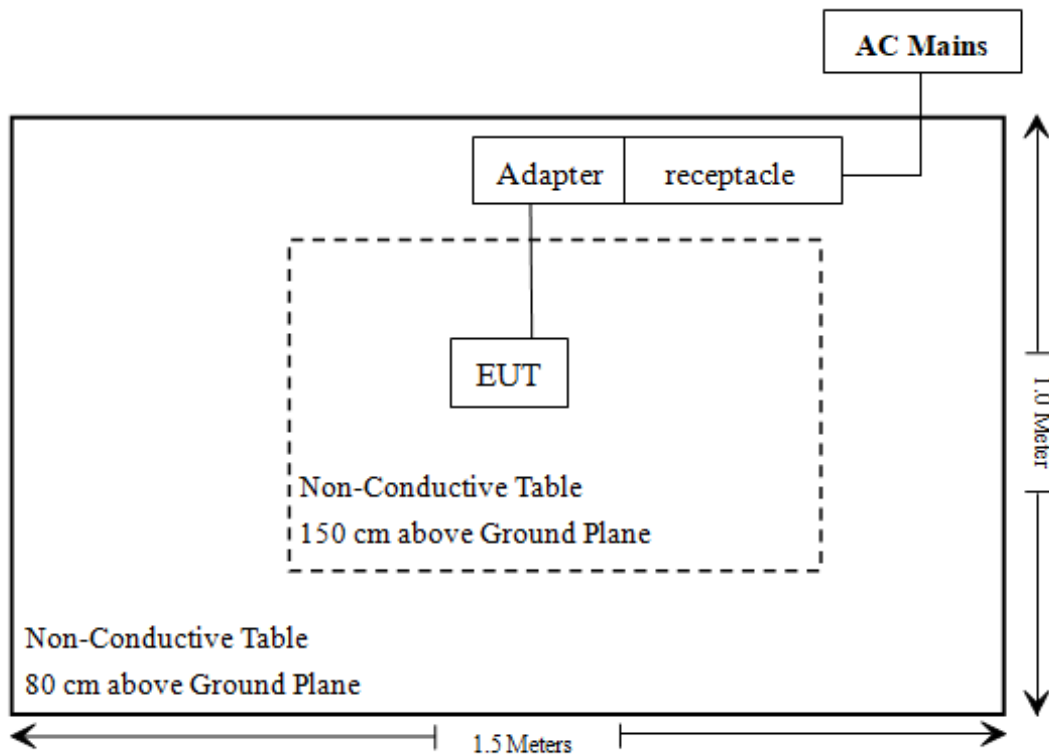 AC Mains
Adapter
receptacle
EUT
Non-Conductive Table
150 cm above Ground Plane
Non-Conductive Table
80 cm above Ground Plane
1.0 Meter
1.5 Meters